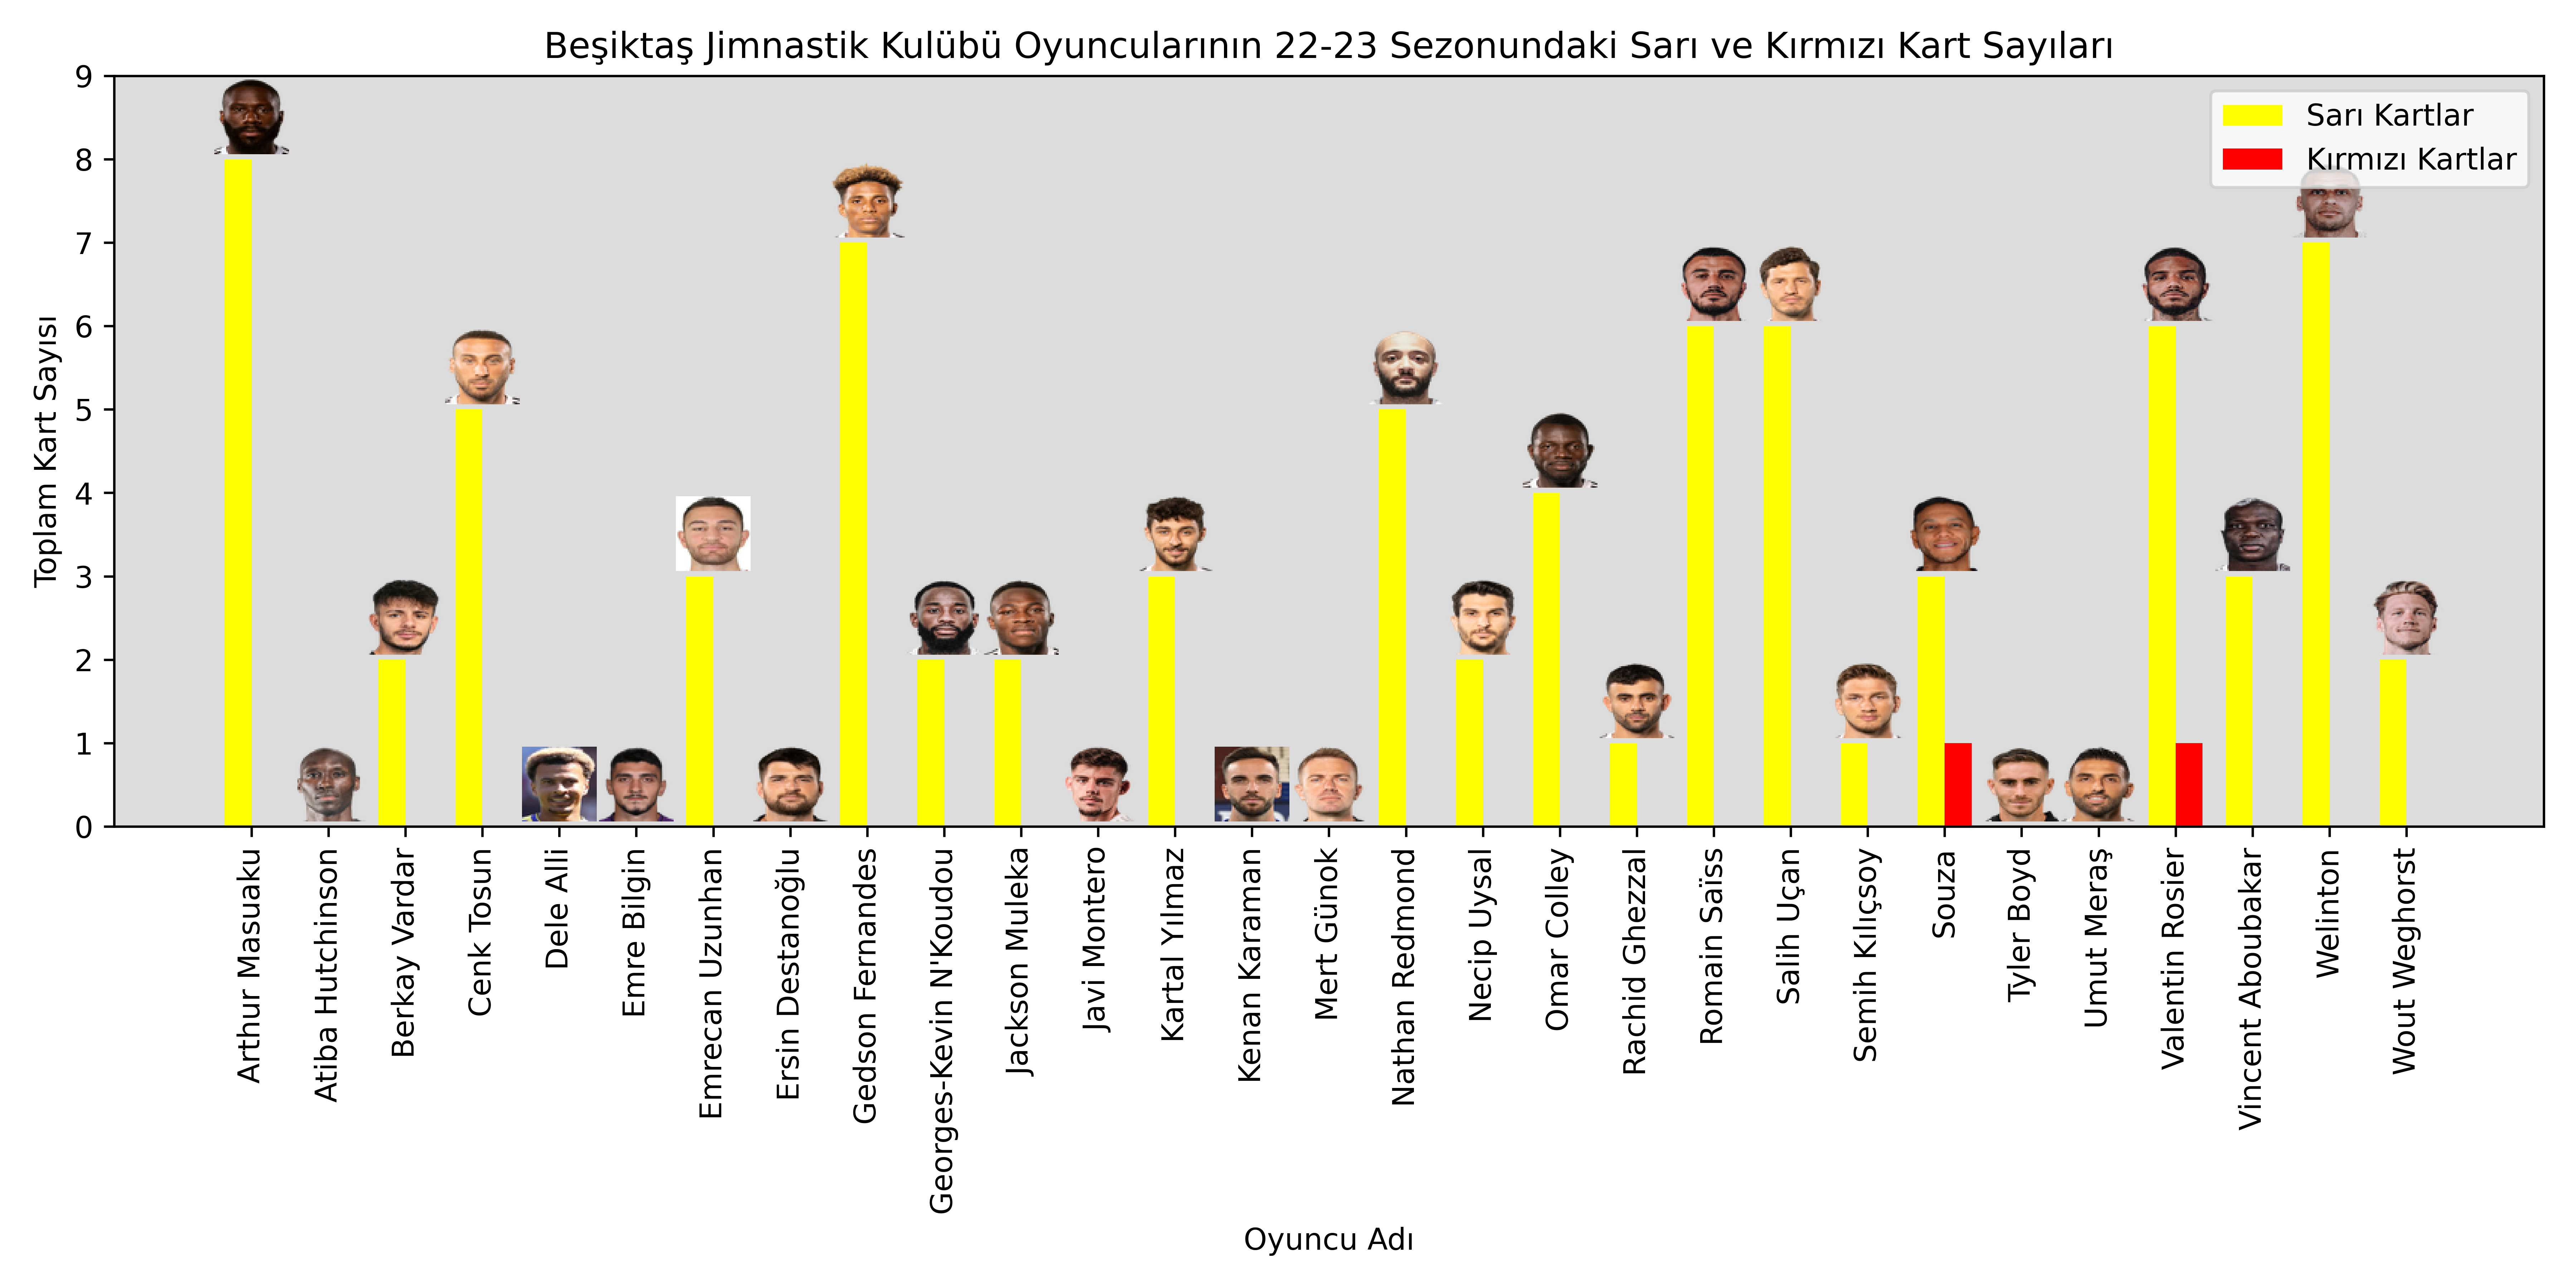 Beşiktaş Jimnastik Kulübü Oyuncularının 22-23 Sezonundaki Sarı ve Kırmızı Kart Sayıları
Sarı Kartlar
Kırmızı Kartlar
Toplam Kart Sayısı
9
8
7
6
5
4
3
2
1
0
Arthur Masuaku
Atiba Hutchinson
Berkay Vardar
Cenk Tosun
Dele Alli
Emre Bilgin
Emrecan Uzunhan
Ersin Destanoğlu
Gedson Fernandes
Georges-Kevin N'Koudou
Jackson Muleka
Javi Montero
Kartal Yılmaz
Kenan Karaman
Mert Günok
Nathan Redmond
Necip Uysal
Omar Colley
Rachid Ghezzal
Romain Saïss
Salih Uçan
Semih Kılıçsoy
Souza
Tyler Boyd
Umut Meraş
Valentin Rosier
Vincent Aboubakar
Welinton
Wout Weghorst
Oyuncu Adı